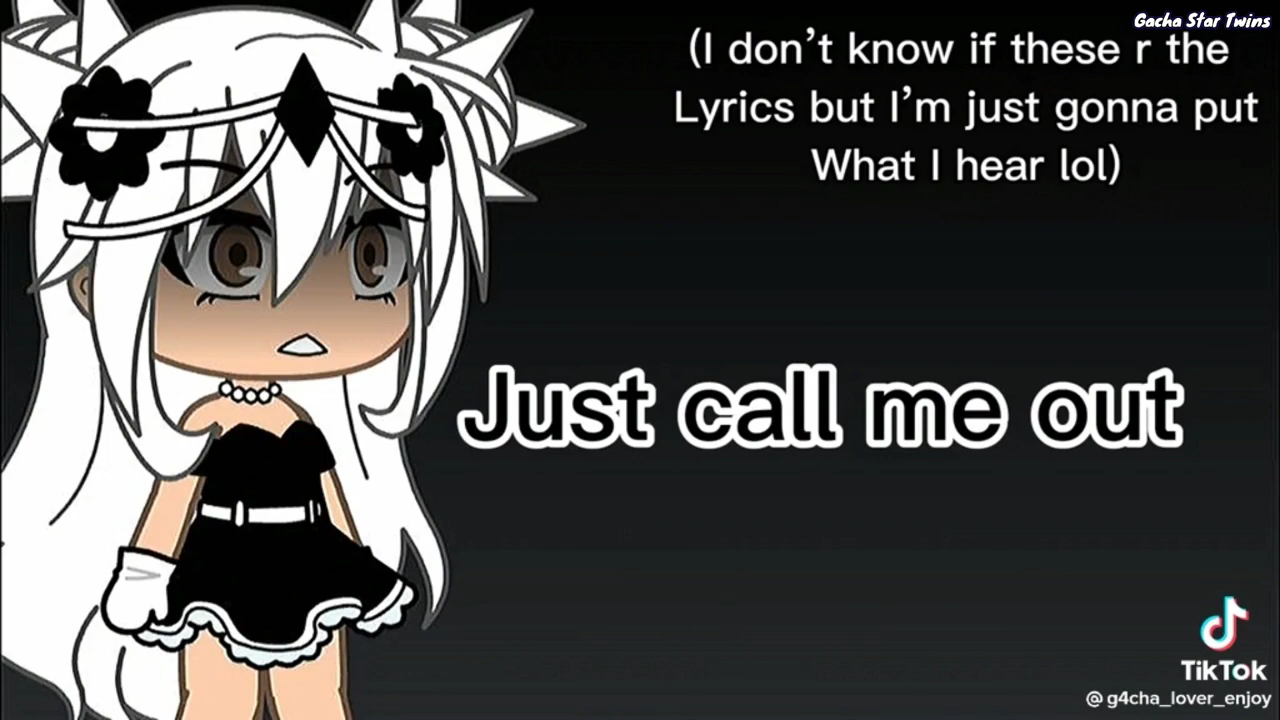 Gacha Star Twins
(I don't know if these r the
Lyrics but I'm just gonna put
What I hear lol)
Just call me out
TikTok
@ g4cha_lover_enjoy